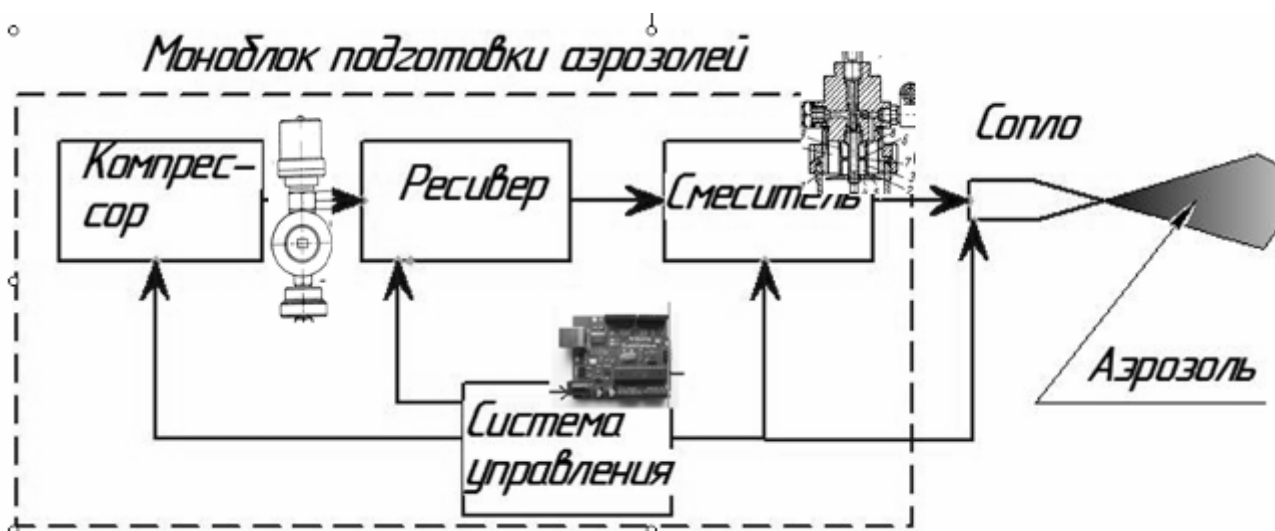 Моноблок подготовки аэрозолей
Компрес-
сор
Ресивер
Смеситель
Сопло
Аэрозоль
Система
управления